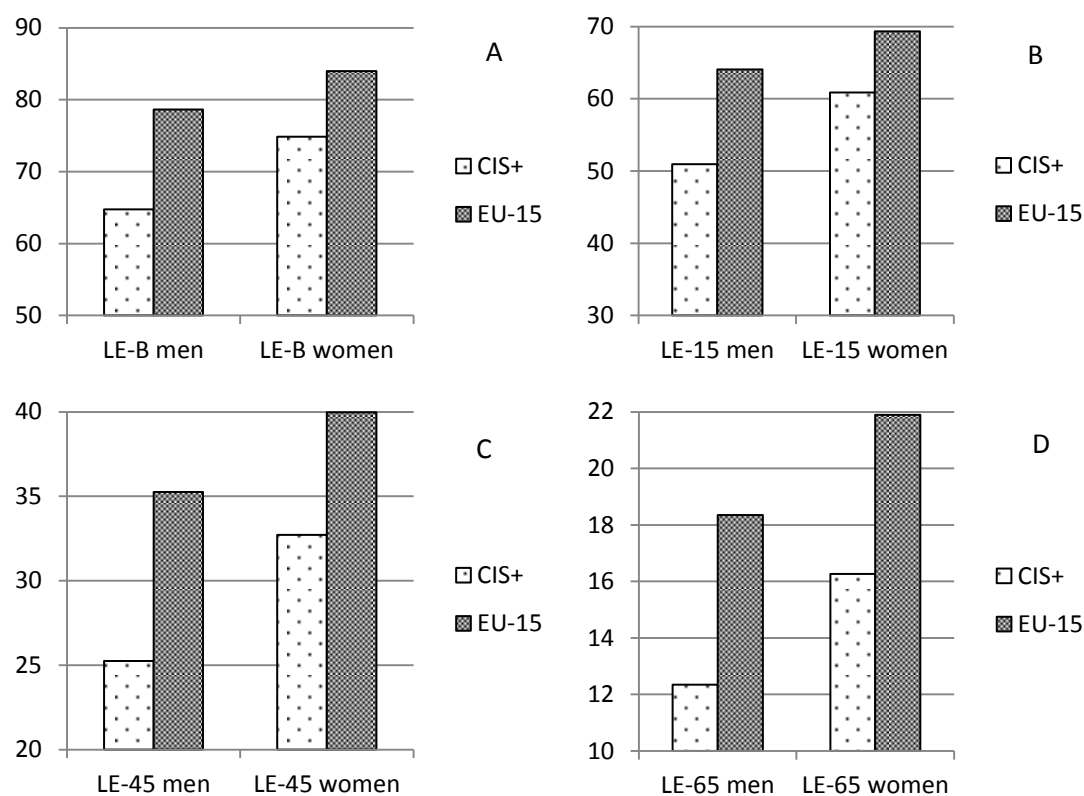 90
80
70
60
50
LE-B men
LE-B women
A
CIS+
EU-15
70
60
50
40
30
LE-15 men
LE-15 women
B
CIS+
EU-15
40
35
30
25
20
LE-45 men
LE-45 women
C
CIS+
EU-15
22
20
18
16
14
12
10
LE-65 men
LE-65 women
D
CIS+
EU-15